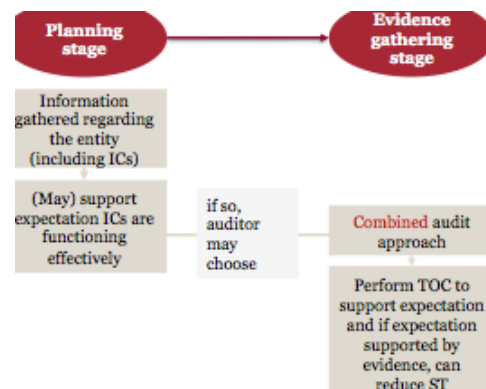 Planning
stage
Evidence
gathering
stage
Information
gathered regarding
the entity
(including ICs)
(May) support
expectation ICs are
functioning
effectively
if so,
auditor
may
choose
Combined audit
approach
Perform TOC to
support expectation
and if expectation
supported by
evidence, can
reduce ST